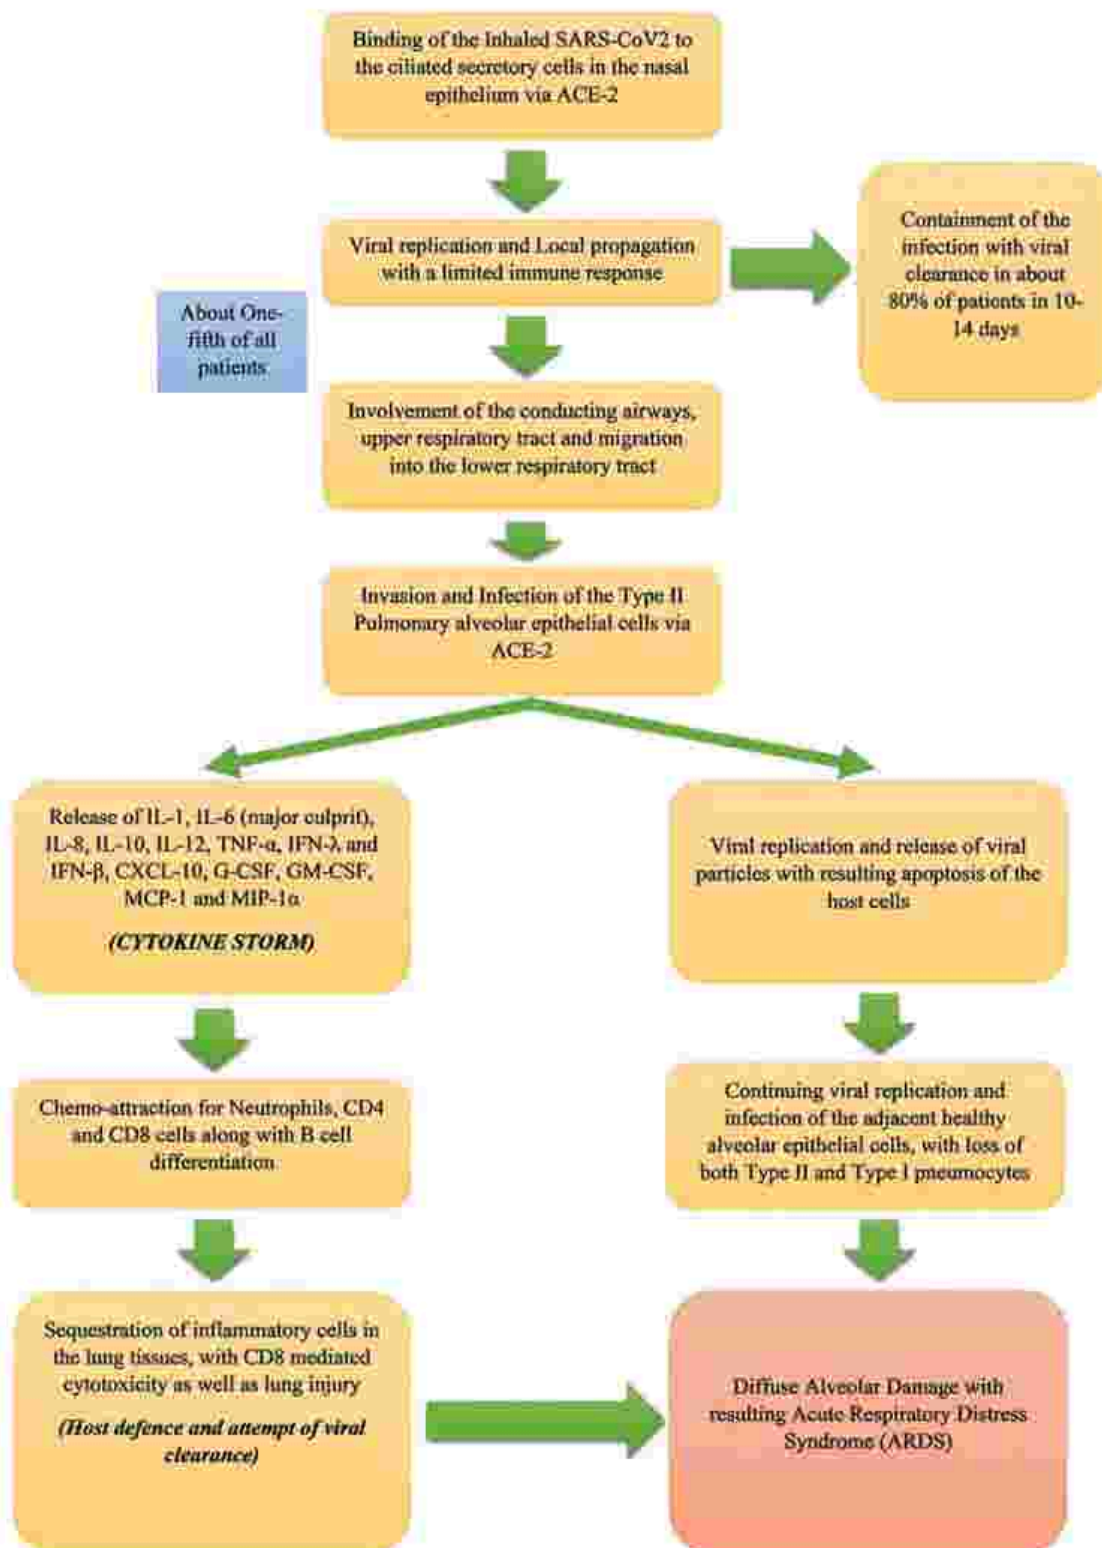 Binding of the Inhaled SARS-CoV2 to
the ciliated secretory cells in the nasal
epithelium via ACE-2
Viral replication and Local propagation
with a limited immune response
Containment of the
infection with viral
clearance in about
80% of patients in 10-
14 days
About One-
fifth of all
patients
Involvement of the conducting airways,
upper respiratory tract and migration
into the lower respiratory tract
Invasion and Infection of the Type II
Pulmonary alveolar epithelial cells via
ACE-2
Release of IL-1, IL-6 (major culprit),
IL-8, IL-10, IL-12, TNF-α, IFN-λ and
IFN-β, CXCL-10, G-CSF, GM-CSF,
MCP-1 and MIP-1α
(CYTOKINE STORM)
Viral replication and release of viral
particles with resulting apoptosis of the
host cells
Chemo-attraction for Neutrophils, CD4
and CD8 cells along with B cell
differentiation
Continuing viral replication and
infection of the adjacent healthy
alveolar epithelial cells, with loss of
both Type II and Type I pneumocytes
Sequestration of inflammatory cells in
the lung tissues, with CD8 mediated
cytotoxicity as well as lung injury
(Host defence and attempt of viral
clearance)
Diffuse Alveolar Damage with
resulting Acute Respiratory Distress
Syndrome (ARDS)